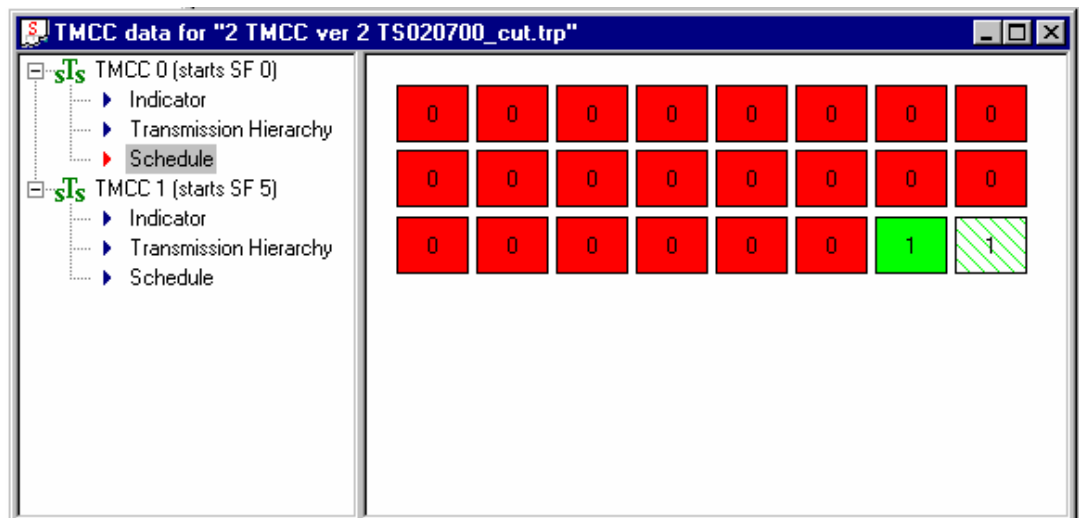 TMCC data for "2 TMCC ver 2 TS020700_cut.trp"
sTs TMCC 0 (starts SF 0)
Indicator
Transmission Hierarchy
Schedule
sTs TMCC 1 (starts SF 5)
Indicator
Transmission Hierarchy
Schedule
0 0 0 0 0 0 0 0
0 0 0 0 0 0 0 0
0 0 0 0 0 0 1 1